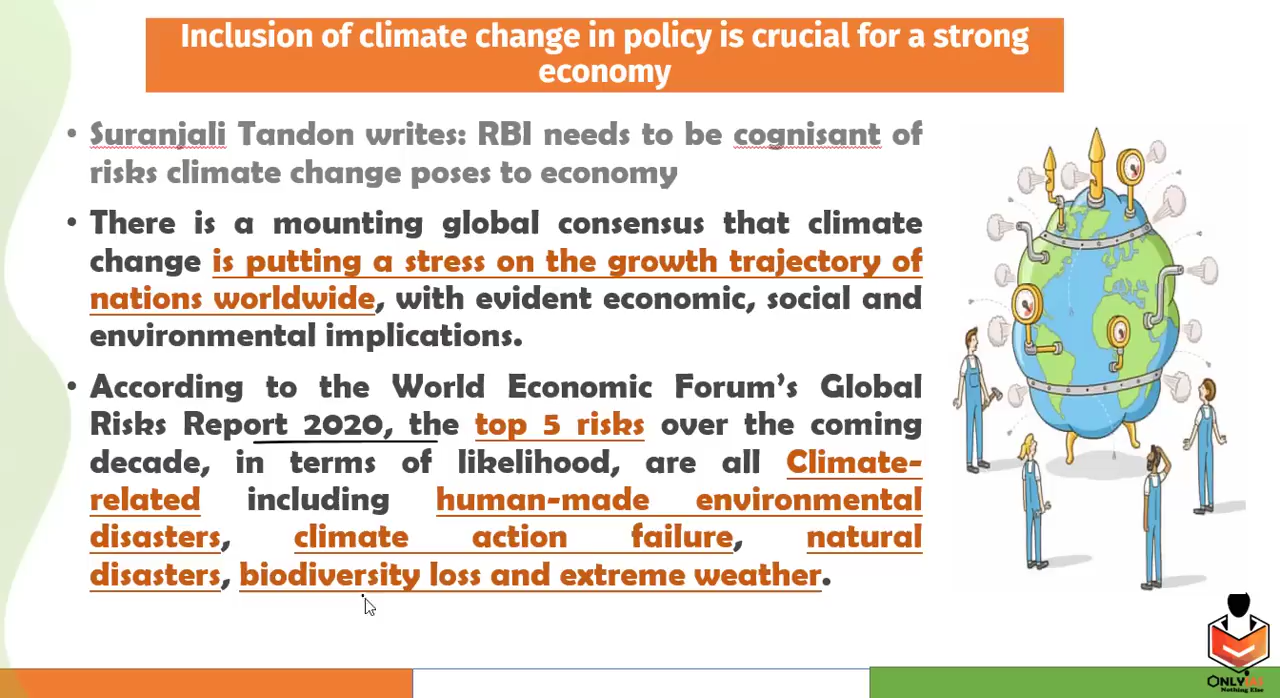 Inclusion of climate change in policy is crucial for a strong
economy
• Suranjali Tandon writes: RBI needs to be cognisant of
risks climate change poses to economy
• There is a mounting global consensus that climate
change is putting a stress on the growth trajectory of
nations worldwide, with evident economic, social and
environmental implications.
• According to the World Economic Forum's Global
Risks Report 2020, the top 5 risks over the coming
decade, in terms of likelihood, are all Climate-
related including human-made environmental
disasters, climate action failure, natural
disasters, biodiversity loss and extreme weather.
Nothing Else